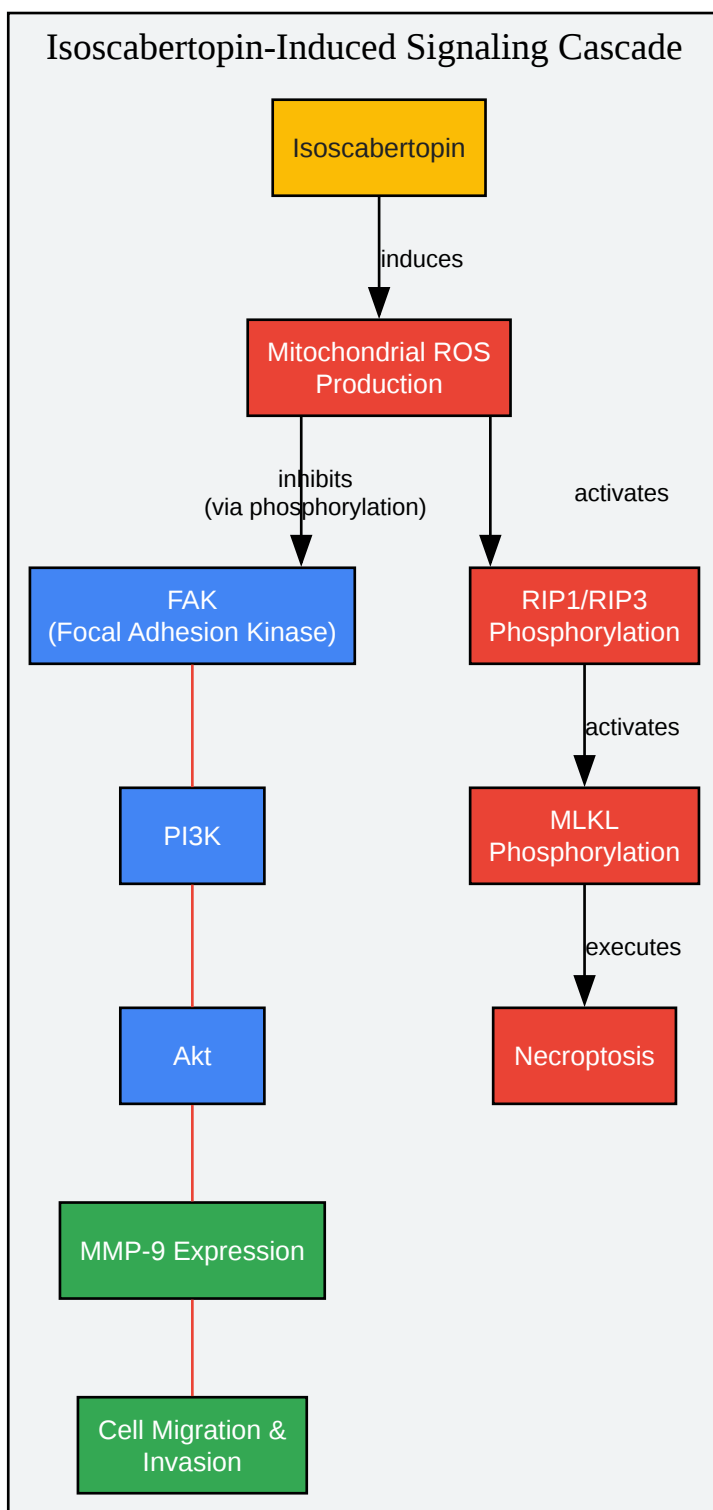 Isoscabertopin-Induced Signaling Cascade
Isoscabertopin
induces
Mitochondrial ROS
Production
inhibits
(via phosphorylation)
activates
FAK
(Focal Adhesion Kinase)
RIP1/RIP3
Phosphorylation
activates
PI3K
MLKL
Phosphorylation
executes
Akt
Necroptosis
MMP-9 Expression
Cell Migration &
Invasion